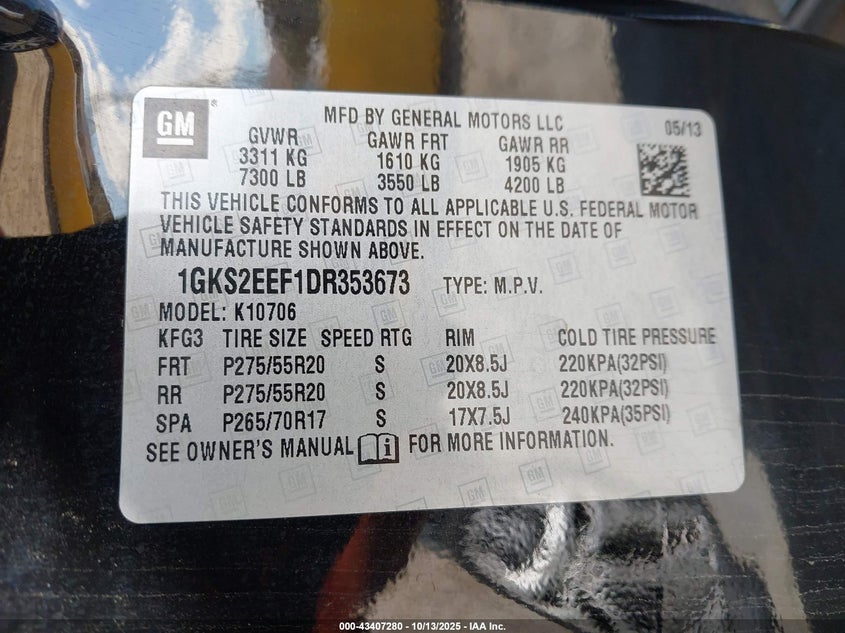 GM
MFD BY GENERAL MOTORS LLC 05/13
GVWR GAWR FRT GAWR RR
3311 KG 1610 KG 1905 KG
7300 LB 3550 LB 4200 LB
THIS VEHICLE CONFORMS TO ALL APPLICABLE U.S. FEDERAL MOTOR
VEHICLE SAFETY STANDARDS IN EFFECT ON THE DATE OF
MANUFACTURE SHOWN ABOVE.
1GKS2EEF1DR353673 TYPE: M.P.V.
MODEL: K10706
KFG3 TIRE SIZE SPEED RTG RIM COLD TIRE PRESSURE
FRT P275/55R20 S 20X8.5J 220KPA(32PSI)
RR P275/55R20 S 20X8.5J 220KPA(32PSI)
SPA P265/70R17 S 17X7.5J 240KPA(35PSI)
SEE OWNER'S MANUAL i FOR MORE INFORMATION.
000-43407280 - 10/13/2025 - IAA Inc.